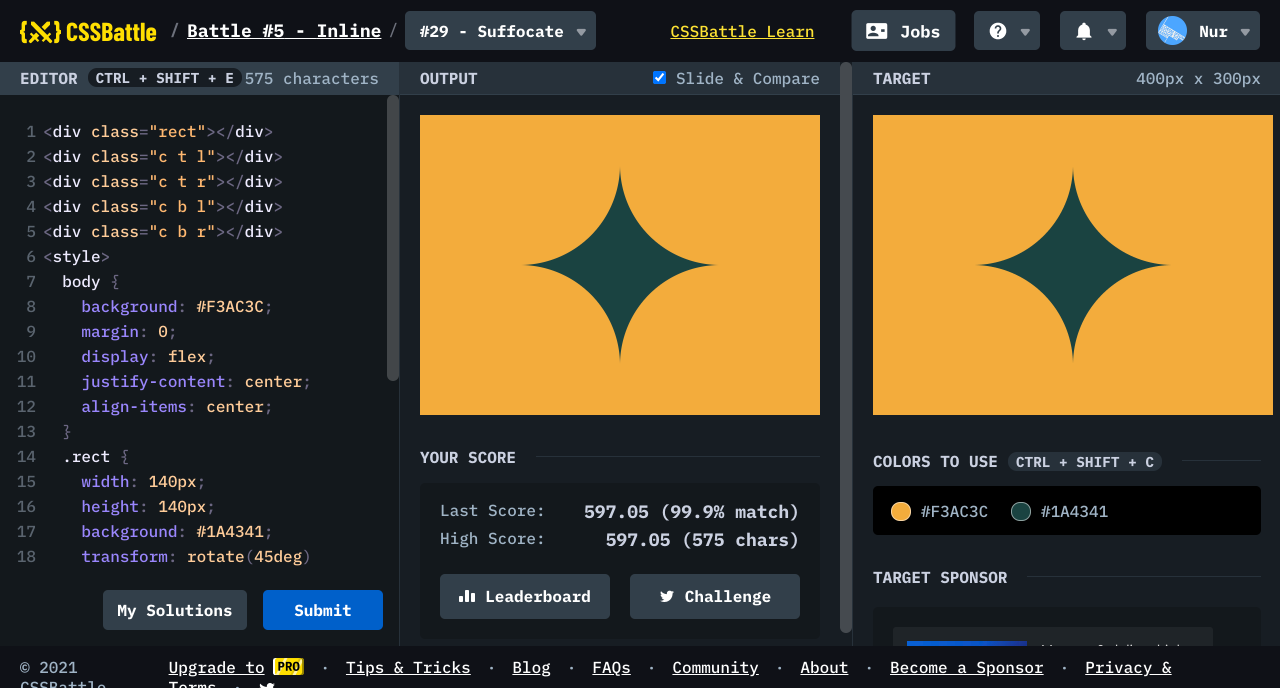 { } CSSBattle / Battle #5 - Inline / #29 - Suffocate CSSBattle Learn Jobs Nur
EDITOR CTRL + SHIFT + E 575 characters
OUTPUT Slide & Compare
TARGET 400px x 300px
1 <div class="rect"></div>
2 <div class="c t l"></div>
3 <div class="c t r"></div>
4 <div class="c b l"></div>
5 <div class="c b r"></div>
6 <style>
7 body {
8 background: #F3AC3C;
9 margin: 0;
10 display: flex;
11 justify-content: center;
12 align-items: center;
13 }
14 .rect {
15 width: 140px;
16 height: 140px;
17 background: #1A4341;
18 transform: rotate(45deg)
My Solutions Submit
YOUR SCORE
Last Score: 597.05 (99.9% match)
High Score: 597.05 (575 chars)
Leaderboard Challenge
COLORS TO USE CTRL + SHIFT + C
#F3AC3C #1A4341
TARGET SPONSOR
© 2021
CSSBattle
Upgrade to PRO · Tips & Tricks · Blog · FAQs · Community · About · Become a Sponsor · Privacy &
Terms ·